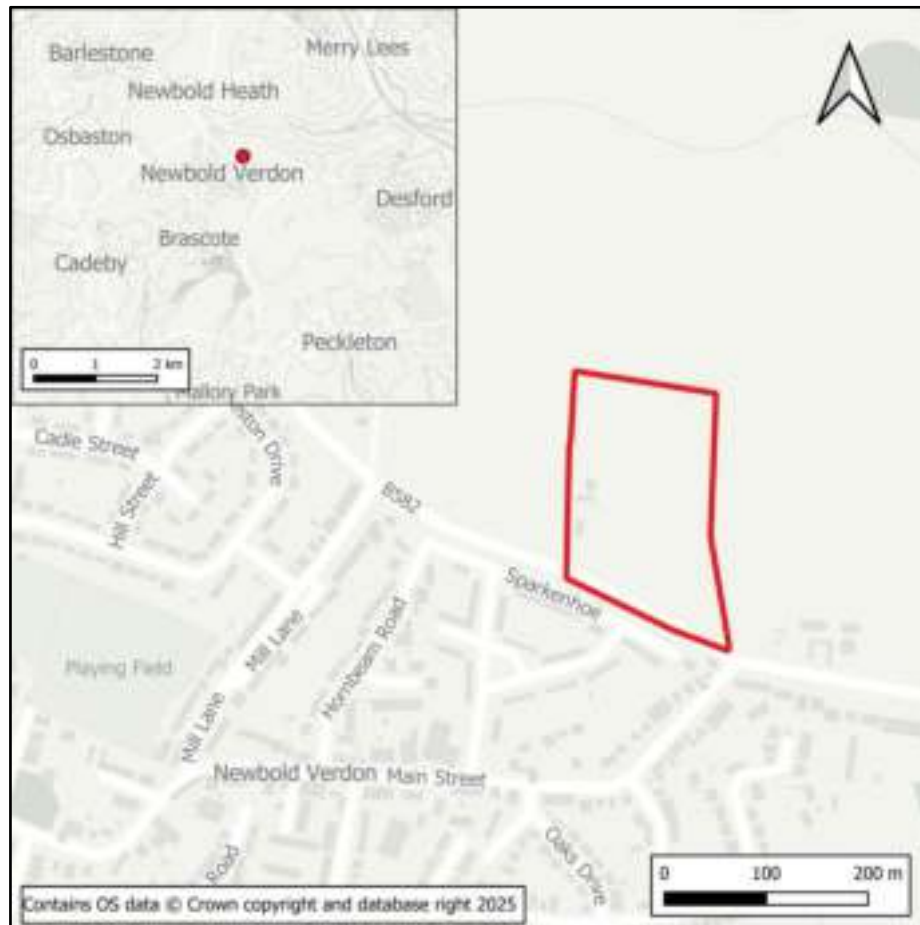 Barlestone
Merry Lees
Newbold Heath
Osbaston
Newbold Verdon
Desford
Brascote
Cadeby
Peckleton
0 1 2 km
Mallory Park
Drive
Cadle Street
Hill Street
B582
Sparkenhoe
Hornbeam Road
Mill Lane
Playing Field
Mill Lane
Newbold Verdon
Main Street
Oaks Drive
Road
0 100 200 m
Contains OS data © Crown copyright and database right 2025